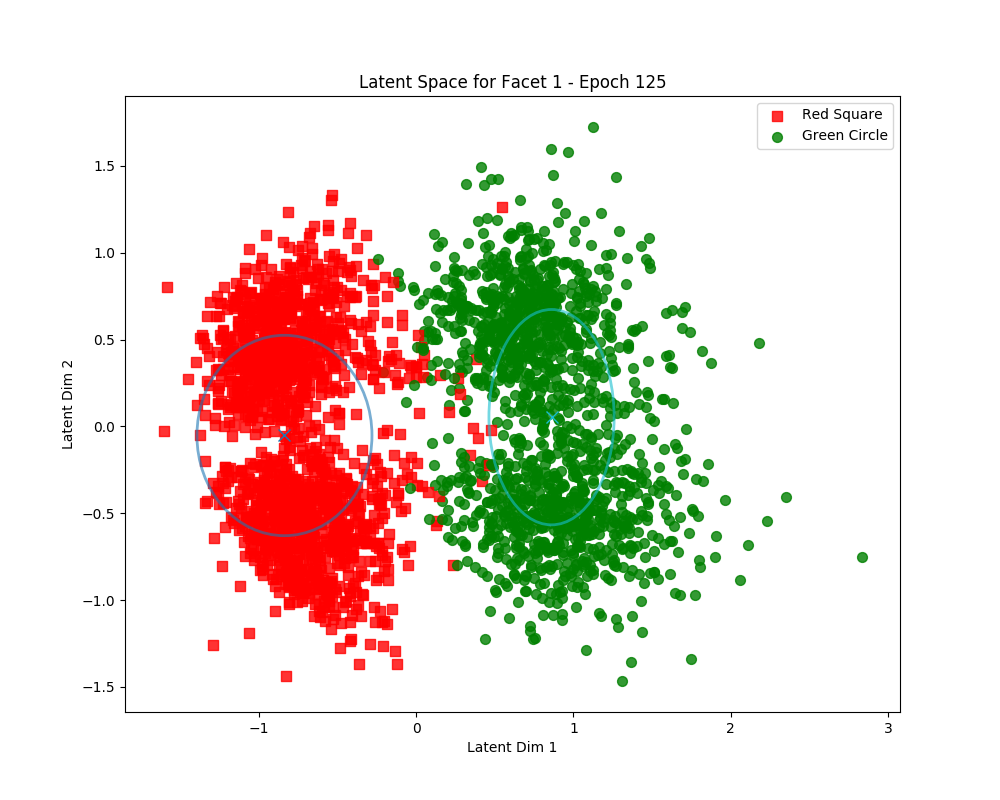 Latent Space for Facet 1 - Epoch 125
Red Square
Green Circle
1.5
1.0
0.5
0.0
−0.5
−1.0
−1.5
Latent Dim 2
−1
0
1
2
3
Latent Dim 1